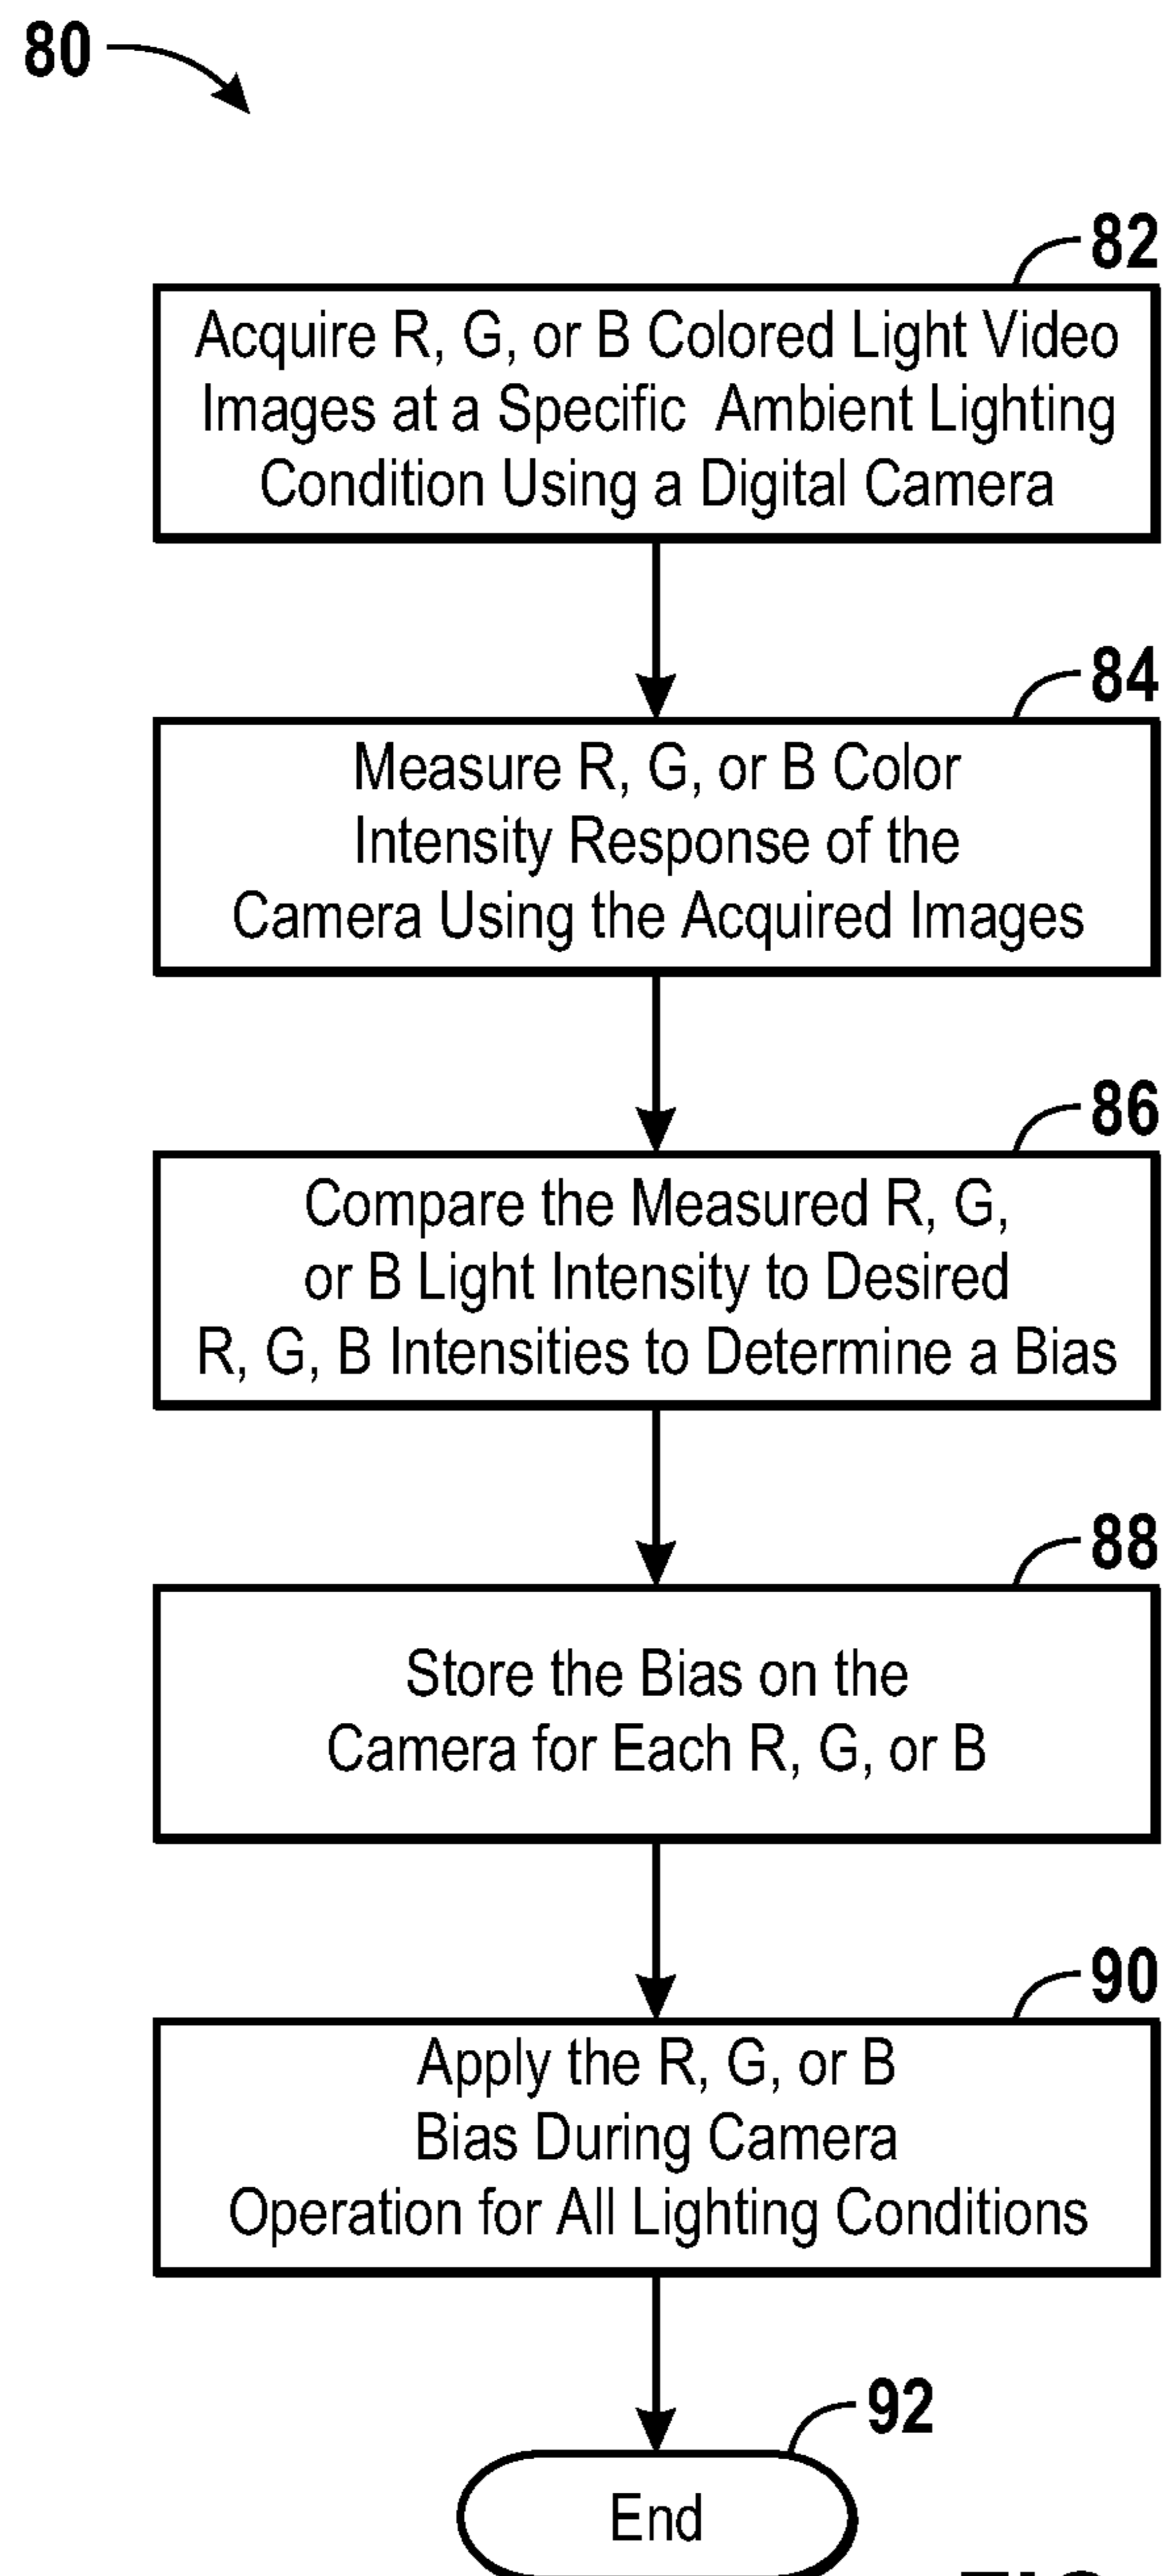 80
82
Acquire R, G, or B Colored Light Video
Images at a Specific Ambient Lighting
Condition Using a Digital Camera
84
Measure R, G, or B Color
Intensity Response of the
Camera Using the Acquired Images
86
Compare the Measured R, G,
or B Light Intensity to Desired
R, G, B Intensities to Determine a Bias
88
Store the Bias on the
Camera for Each R, G, or B
90
Apply the R, G, or B
Bias During Camera
Operation for All Lighting Conditions
92
End